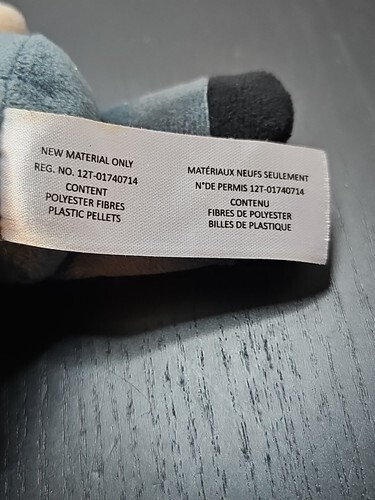 NEW MATERIAL ONLY
REG. NO. 12T-01740714
CONTENT
POLYESTER FIBRES
PLASTIC PELLETS
MATÉRIAUX NEUFS SEULEMENT
N°DE PERMIS 12T-01740714
CONTENU
FIBRES DE POLYESTER
BILLES DE PLASTIQUE